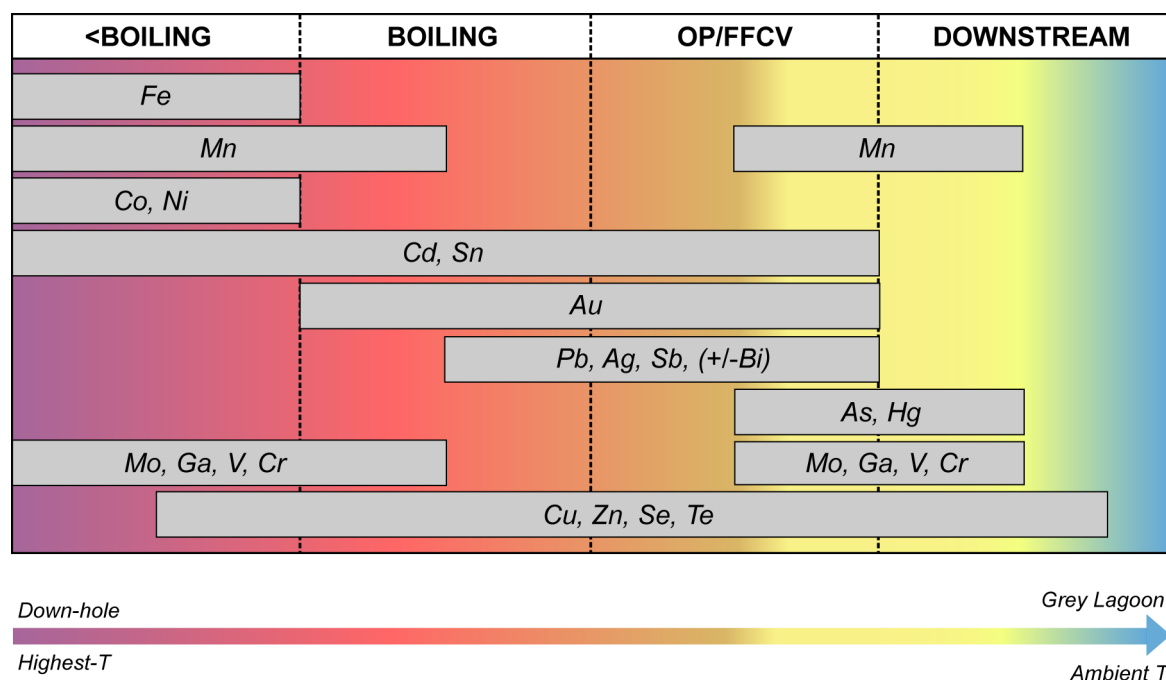 <BOILING BOILING OP/FFCV DOWNSTREAM
Fe
Mn Mn
Co, Ni
Cd, Sn
Au
Pb, Ag, Sb, (+/-Bi)
As, Hg
Mo, Ga, V, Cr Mo, Ga, V, Cr
Cu, Zn, Se, Te
Down-hole Grey Lagoon
Highest-T Ambient T